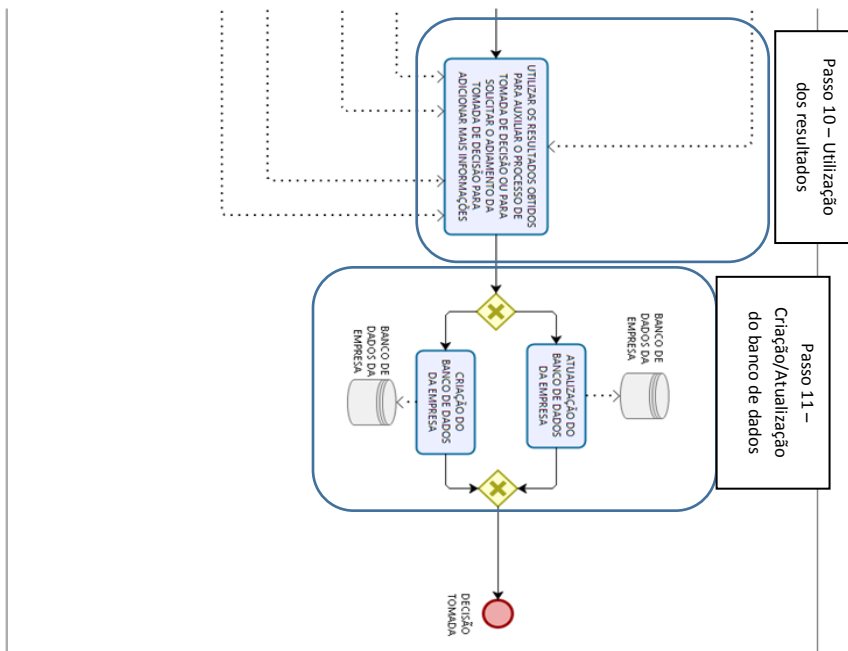 Passo 10 – Utilização
dos resultados
UTILIZAR OS RESULTADOS OBTIDOS
PARA AUXILIAR O PROCESSO DE
TOMADA DE DECISÃO OU PARA
SOLICITAR O ADIAMENTO DA
TOMADA DE DECISÃO PARA
ADICIONAR MAIS INFORMAÇÕES
Passo 11 –
Criação/Atualização
do banco de dados
BANCO DE
DADOS DA
EMPRESA
ATUALIZAÇÃO DO
BANCO DE DADOS
DA EMPRESA
CRIAÇÃO DO
BANCO DE DADOS
DA EMPRESA
BANCO DE
DADOS DA
EMPRESA
DECISÃO
TOMADA